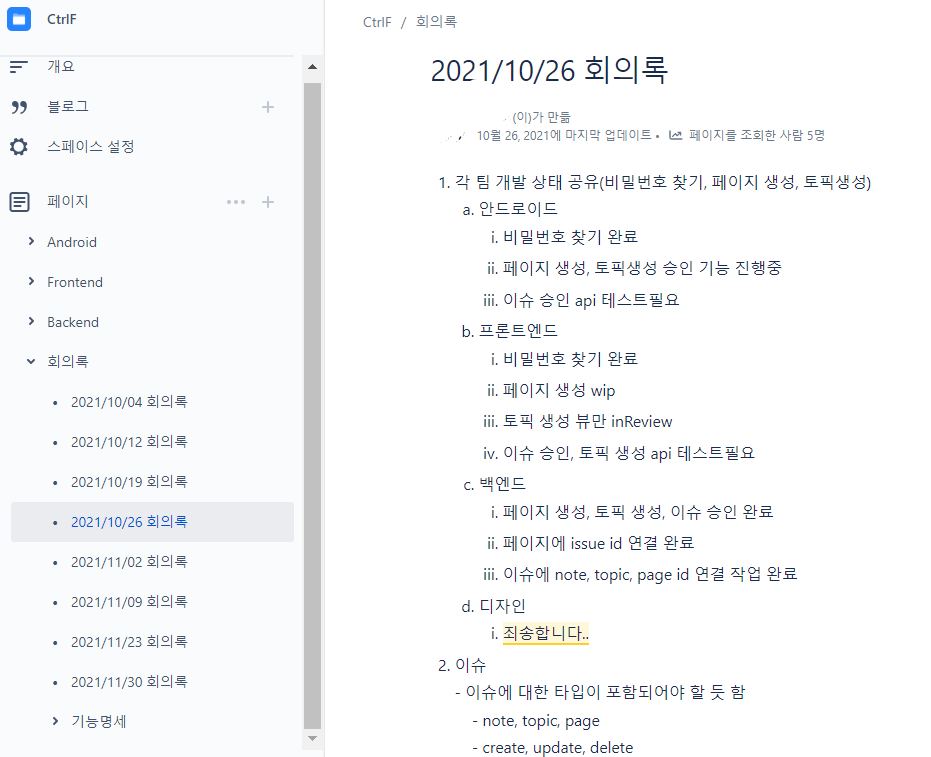 CtrlF
개요
블로그
스페이스 설정
페이지
Android
Frontend
Backend
회의록
2021/10/04 회의록
2021/10/12 회의록
2021/10/19 회의록
2021/10/26 회의록
2021/11/02 회의록
2021/11/09 회의록
2021/11/23 회의록
2021/11/30 회의록
기능명세
CtrlF / 회의록
2021/10/26 회의록
(이)가 만듦
10월 26, 2021에 마지막 업데이트 • 페이지를 조회한 사람 5명
1. 각 팀 개발 상태 공유(비밀번호 찾기, 페이지 생성, 토픽생성)
a. 안드로이드
i. 비밀번호 찾기 완료
ii. 페이지 생성, 토픽생성 승인 기능 진행중
iii. 이슈 승인 api 테스트필요
b. 프론트엔드
i. 비밀번호 찾기 완료
ii. 페이지 생성 wip
iii. 토픽 생성 뷰만 inReview
iv. 이슈 승인, 토픽 생성 api 테스트필요
c. 백엔드
i. 페이지 생성, 토픽 생성, 이슈 승인 완료
ii. 페이지에 issue id 연결 완료
iii. 이슈에 note, topic, page id 연결 작업 완료
d. 디자인
i. 죄송합니다..
2. 이슈
- 이슈에 대한 타입이 포함되어야 할 듯 함
- note, topic, page
- create, update, delete